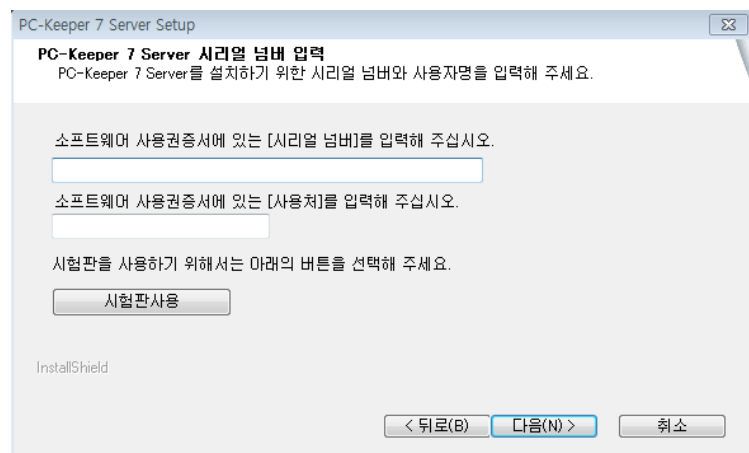 PC-Keeper 7 Server Setup
PC-Keeper 7 Server 시리얼 넘버 입력
PC-Keeper 7 Server를 설치하기 위한 시리얼 넘버와 사용자명을 입력해 주세요.
소프트웨어 사용권증서에 있는 [시리얼 넘버]를 입력해 주십시오.
소프트웨어 사용권증서에 있는 [사용처]를 입력해 주십시오.
시험판을 사용하기 위해서는 아래의 버튼을 선택해 주세요.
시험판사용
InstallShield
< 뒤로(B) 다음(N) > 취소